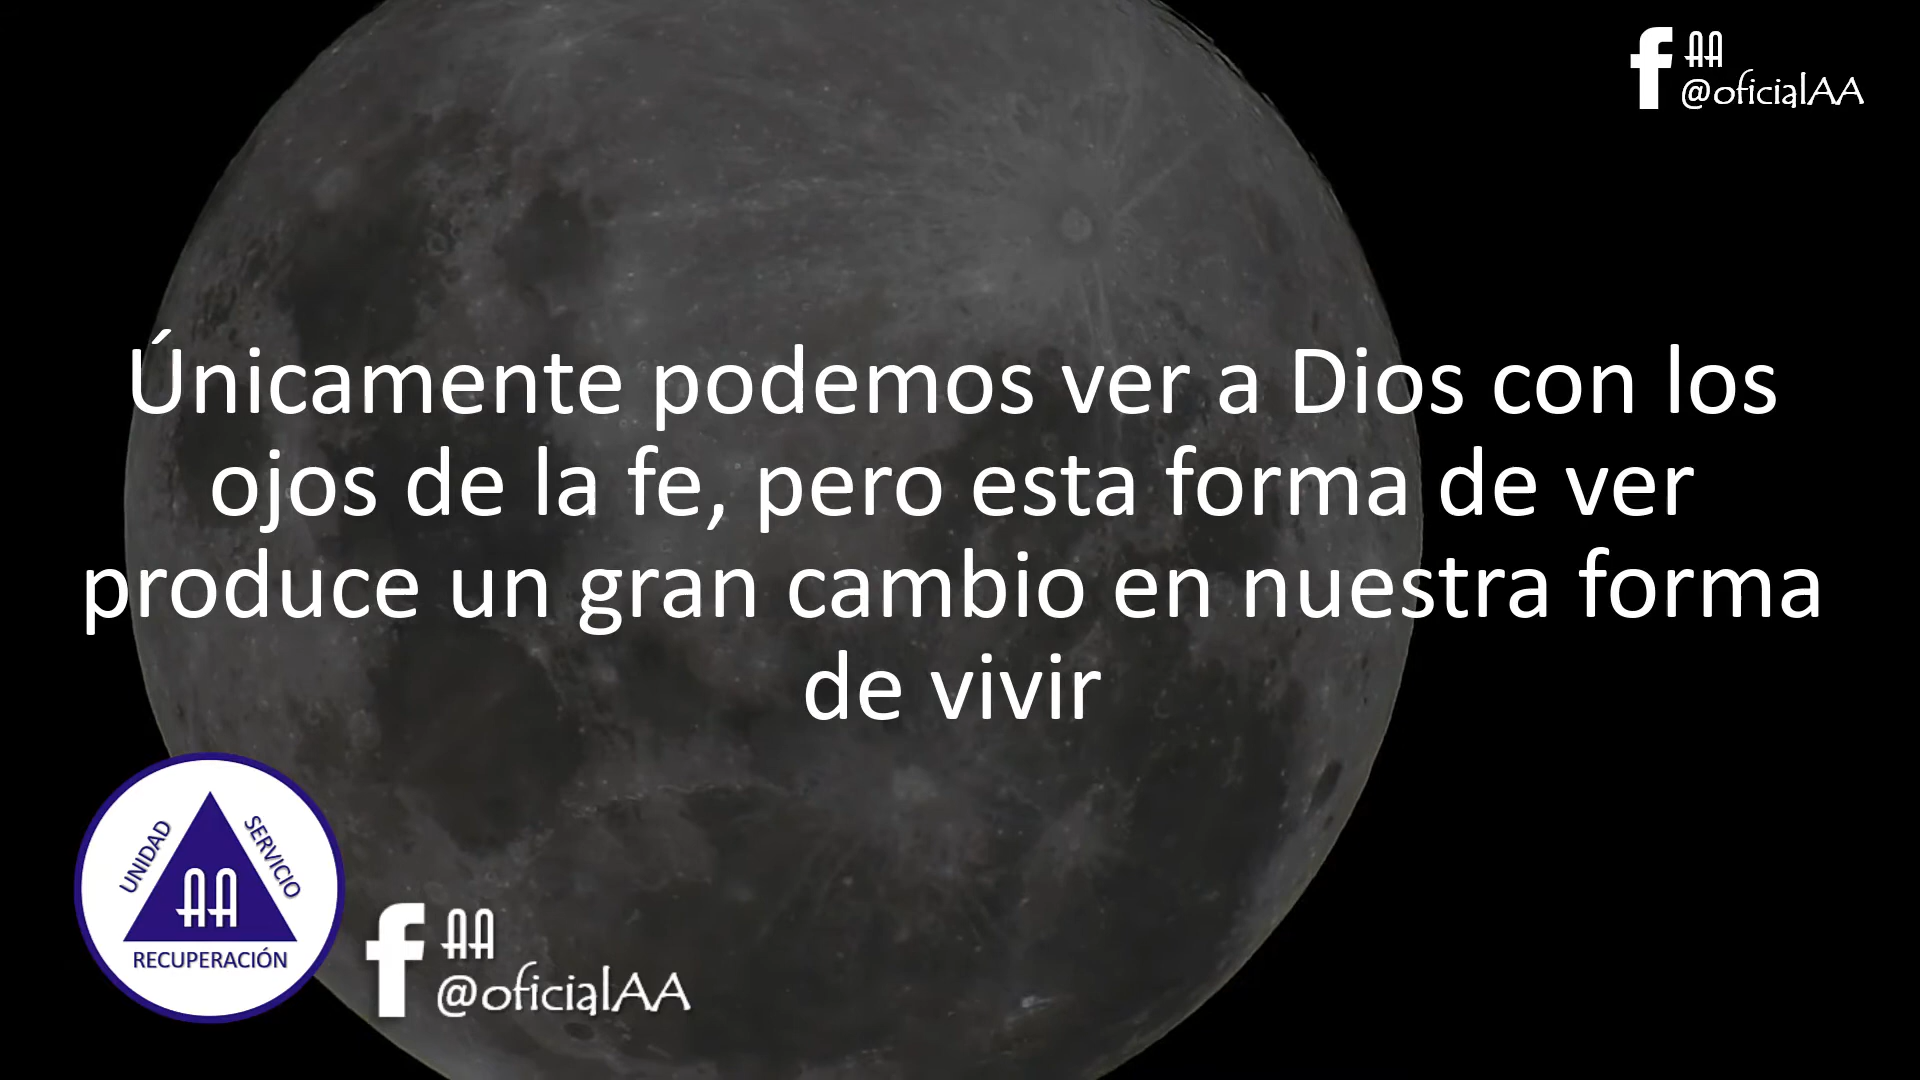 AA
@oficialAA
Únicamente podemos ver a Dios con los
ojos de la fe, pero esta forma de ver
produce un gran cambio en nuestra forma
de vivir
UNIDAD
SERVICIO
AA
RECUPERACIÓN
AA
@oficialAA